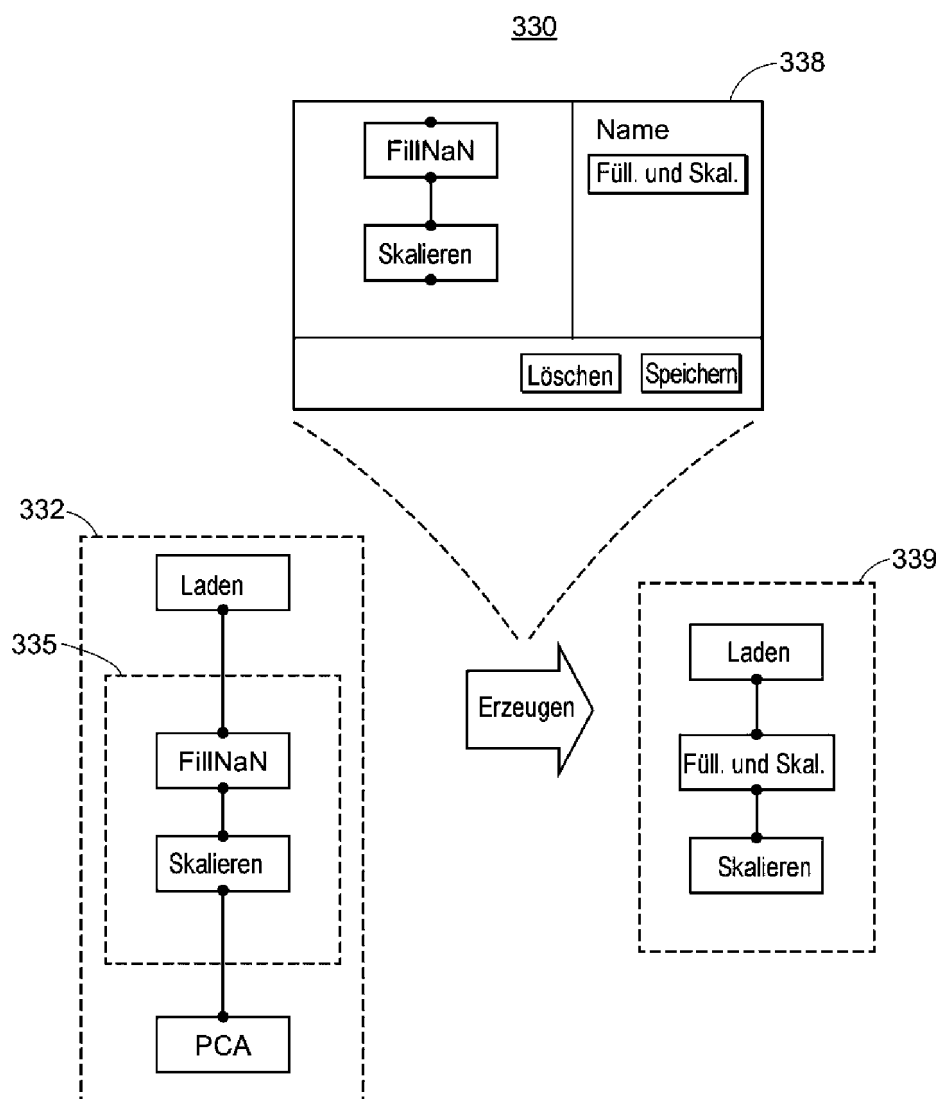 330
338
FillNaN
Skalieren
Name
Füll. und Skal.
Löschen
Speichern
332
Laden
335
FillNaN
Skalieren
PCA
Erzeugen
339
Laden
Füll. und Skal.
Skalieren